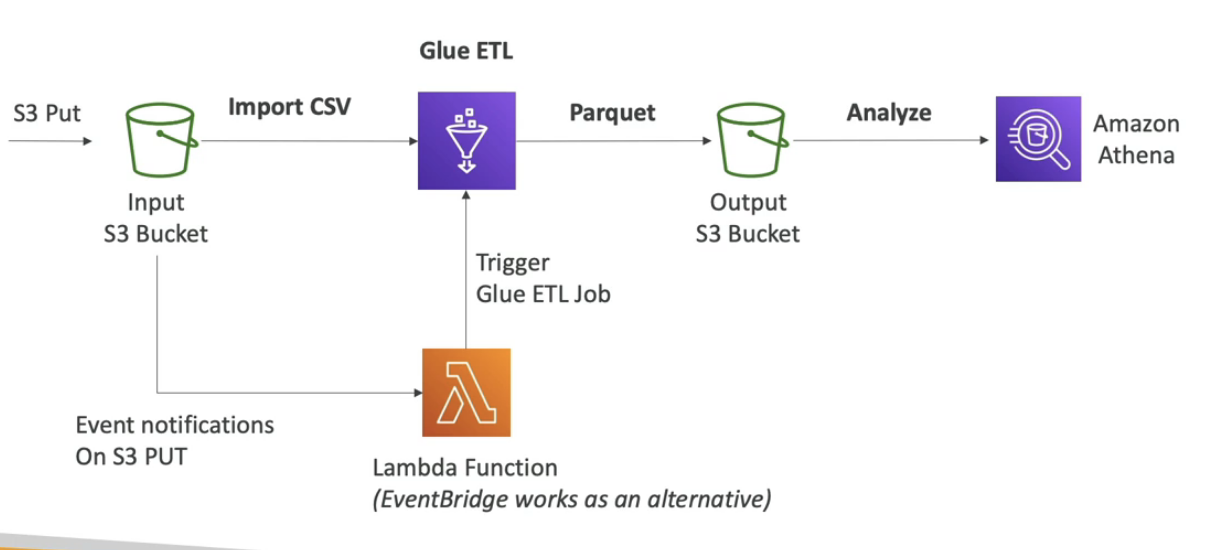 Glue ETL
S3 Put
Import CSV
Parquet
Analyze
Amazon
Athena
Input
S3 Bucket
Output
S3 Bucket
Trigger
Glue ETL Job
Event notifications
On S3 PUT
Lambda Function
(EventBridge works as an alternative)